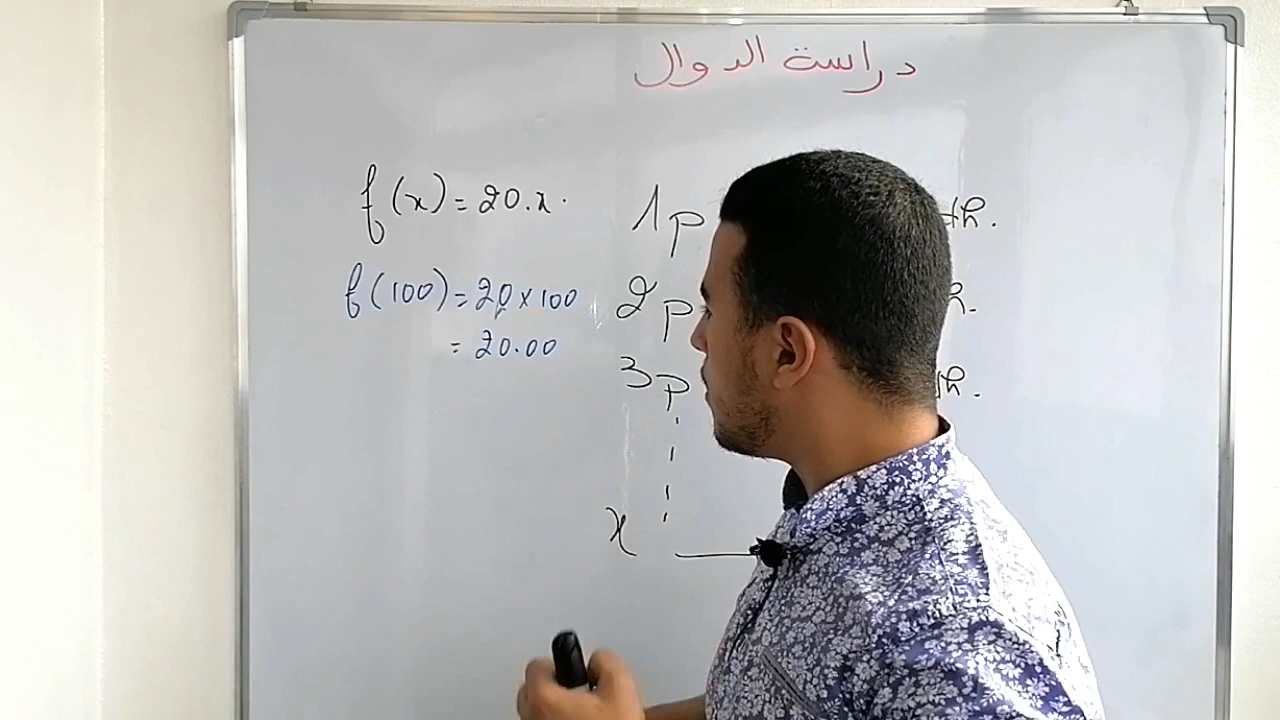 دراسة الدوال
f(x) = 20.x.
f(100) = 20 x 100
= 20.00
1p
2p
3p
x